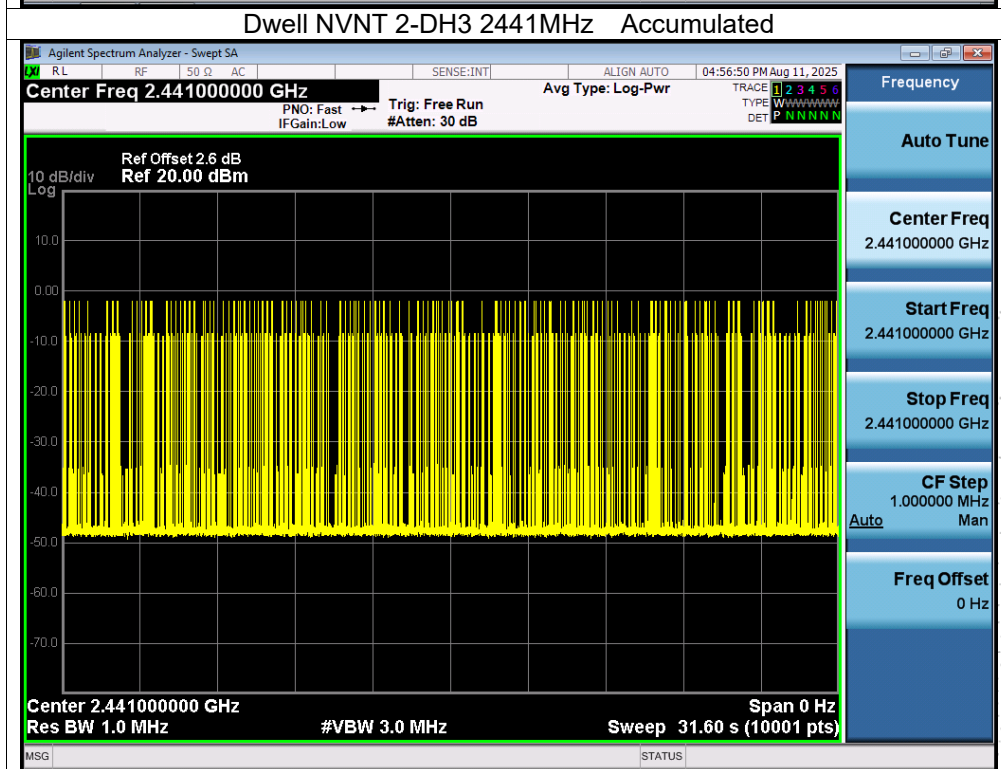 Dwell NVNT 2-DH3 2441MHz Accumulated
Agilent Spectrum Analyzer - Swept SA
LXI RL RF 50 Ω AC SENSE:INT ALIGN AUTO 04:56:50 PM Aug 11, 2025
Center Freq 2.441000000 GHz
PNO: Fast
IFGain:Low
Trig: Free Run
#Atten: 30 dB
Avg Type: Log-Pwr
TRACE 1 2 3 4 5 6
TYPE WWWWWWW
DET P N N N N N
Ref Offset 2.6 dB
10 dB/div Ref 20.00 dBm
Log
10.0
0.00
-10.0
-20.0
-30.0
-40.0
-50.0
-60.0
-70.0
Center 2.441000000 GHz Span 0 Hz
Res BW 1.0 MHz #VBW 3.0 MHz Sweep 31.60 s (10001 pts)
MSG STATUS
Frequency
Auto Tune
Center Freq
2.441000000 GHz
Start Freq
2.441000000 GHz
Stop Freq
2.441000000 GHz
CF Step
1.000000 MHz
Auto Man
Freq Offset
0 Hz